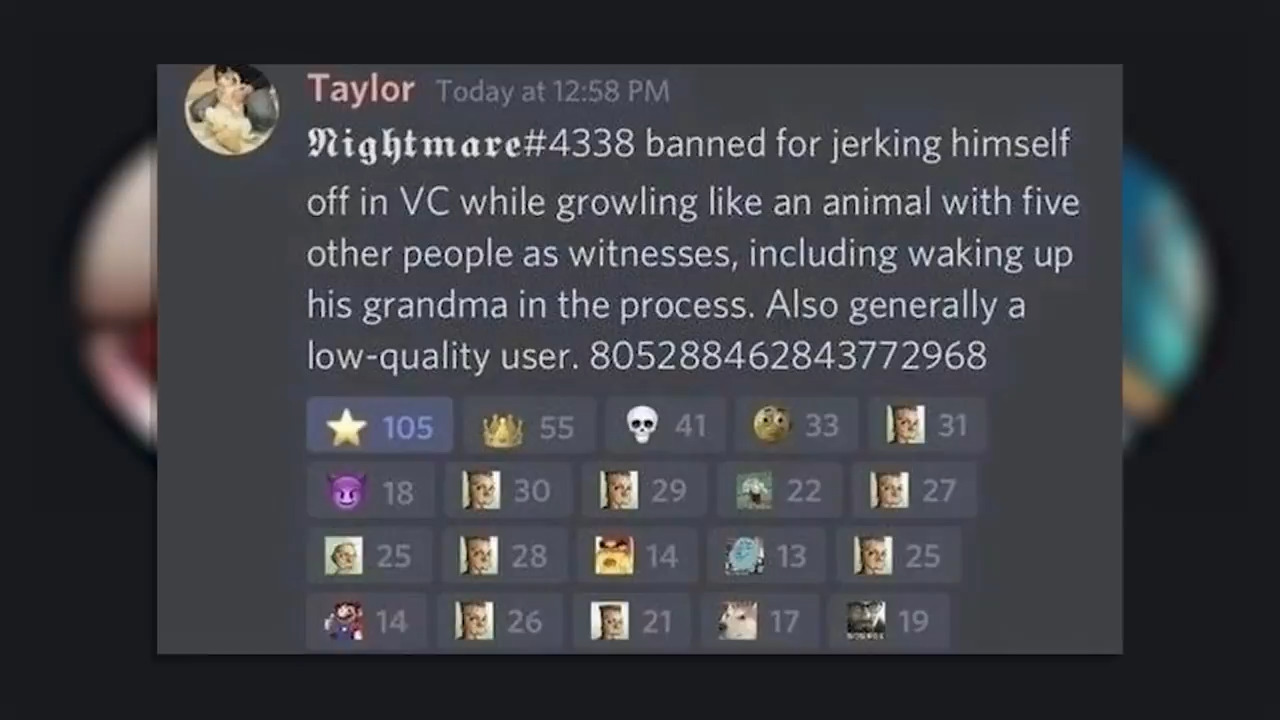 Taylor Today at 12:58 PM
𝕹𝖎𝖌𝖍𝖙𝖒𝖆𝖗𝖊#4338 banned for jerking himself
off in VC while growling like an animal with five
other people as witnesses, including waking up
his grandma in the process. Also generally a
low-quality user. 805288462843772968
105 55 41 33 31
18 30 29 22 27
25 28 14 13 25
14 26 21 17 19